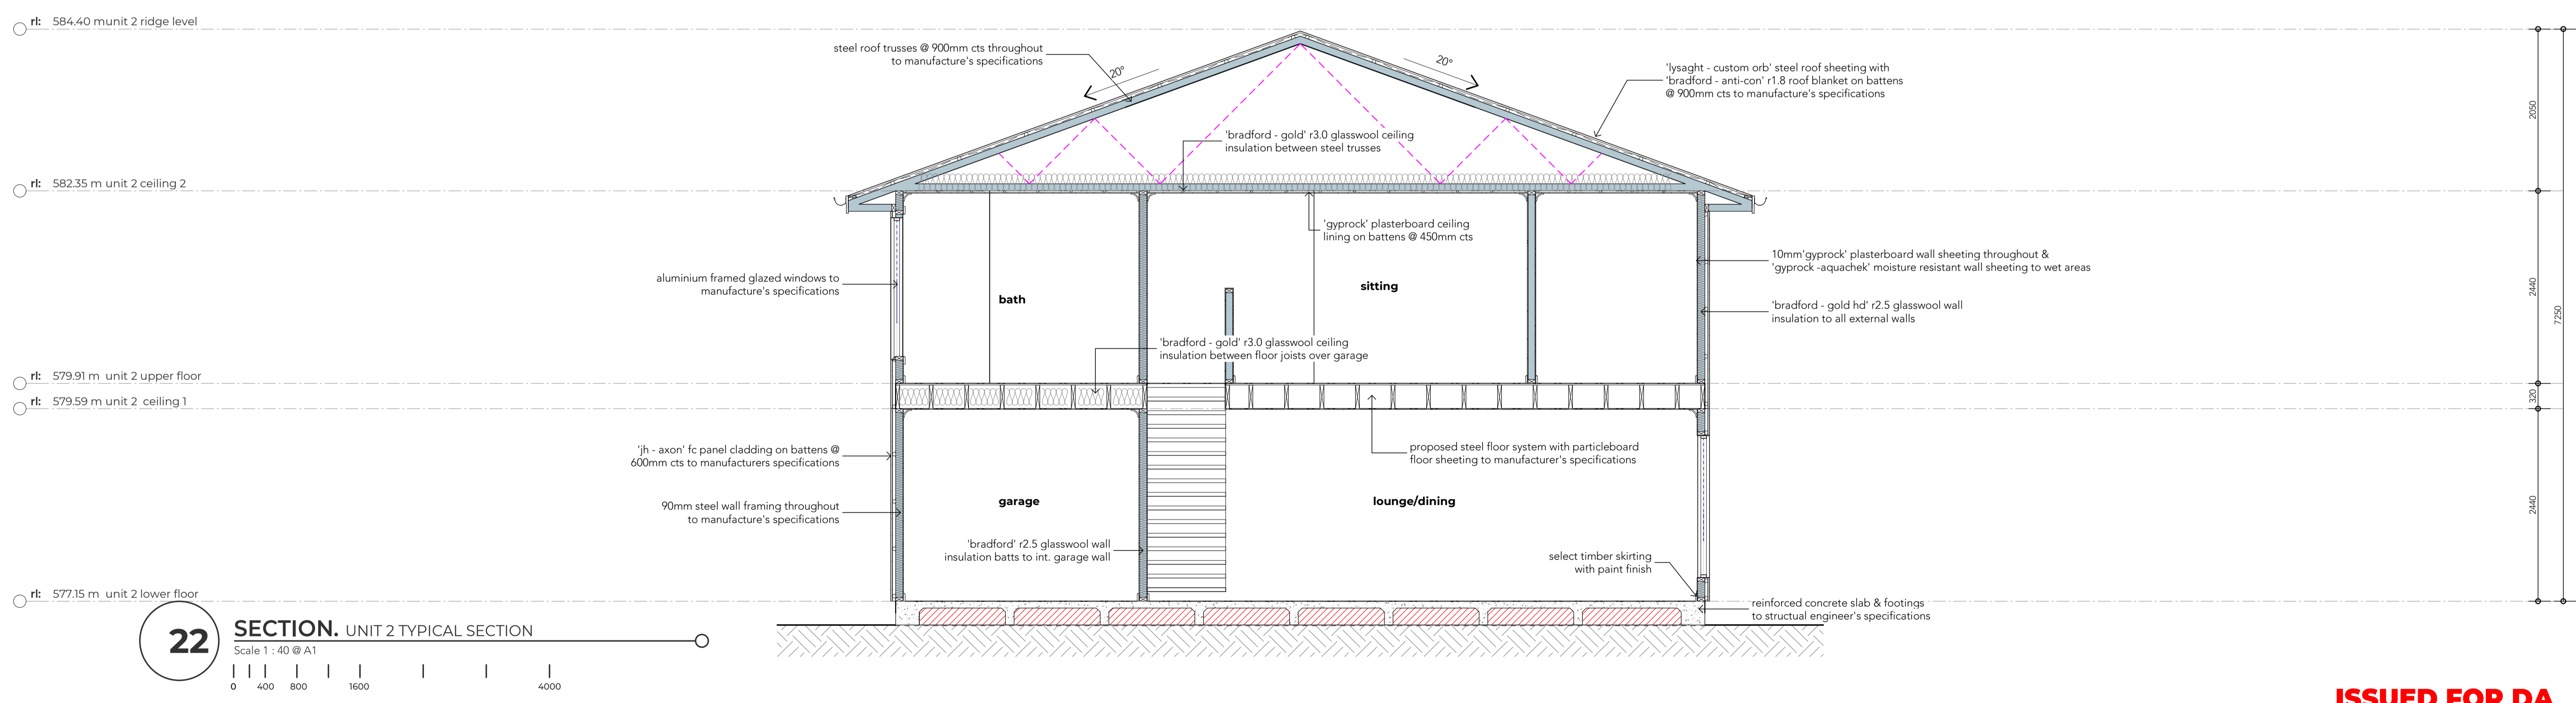 rl: 584.40 munit 2 ridge level
steel roof trusses @ 900mm cts throughout
to manufacture's specifications
20°
20°
'lysaght - custom orb' steel roof sheeting with
'bradford - anti-con' r1.8 roof blanket on battens
@ 900mm cts to manufacture's specifications
2050
'bradford - gold' r3.0 glasswool ceiling
insulation between steel trusses
rl: 582.35 m unit 2 ceiling 2
'gyprock' plasterboard ceiling
lining on battens @ 450mm cts
10mm'gyprock' plasterboard wall sheeting throughout &
'gyprock -aquachek' moisture resistant wall sheeting to wet areas
aluminium framed glazed windows to
manufacture's specifications
bath
sitting
2440
7250
'bradford - gold hd' r2.5 glasswool wall
insulation to all external walls
'bradford - gold' r3.0 glasswool ceiling
insulation between floor joists over garage
rl: 579.91 m unit 2 upper floor
rl: 579.59 m unit 2 ceiling 1
320
'jh - axon' fc panel cladding on battens @
600mm cts to manufacturers specifications
proposed steel floor system with particleboard
floor sheeting to manufacturer's specifications
90mm steel wall framing throughout
to manufacture's specifications
garage
lounge/dining
2440
'bradford' r2.5 glasswool wall
insulation batts to int. garage wall
select timber skirting
with paint finish
rl: 577.15 m unit 2 lower floor
reinforced concrete slab & footings
to structual engineer's specifications
22
SECTION. UNIT 2 TYPICAL SECTION
Scale 1 : 40 @ A1
0 400 800 1600 4000
ISSUED FOR DA